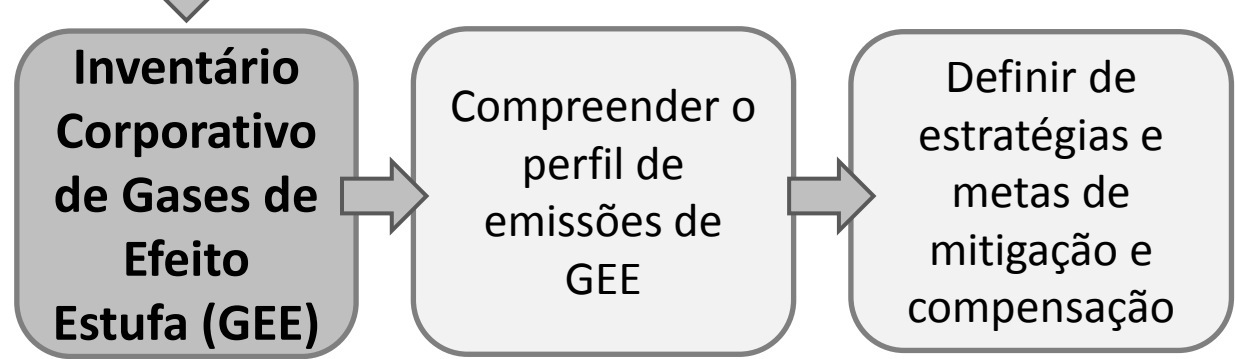 Inventário
Corporativo
de Gases de
Efeito
Estufa (GEE)
Compreender o
perfil de
emissões de
GEE
Definir de
estratégias e
metas de
mitigação e
compensação